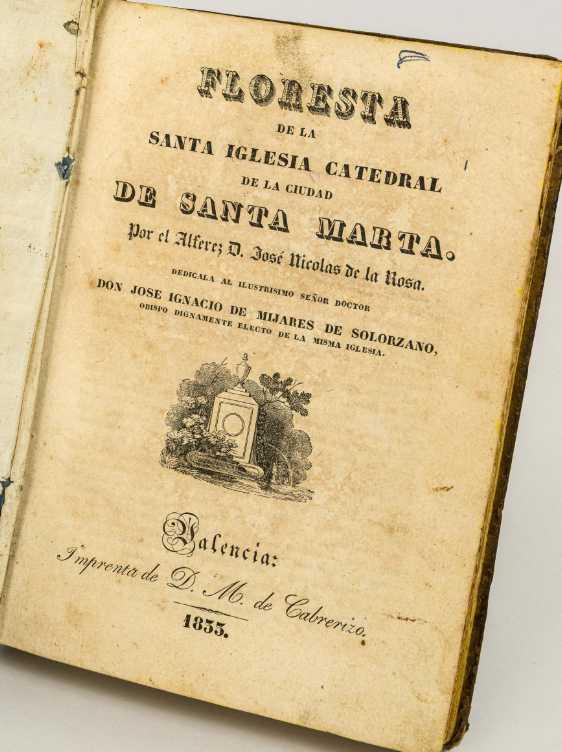 FLORESTA
DE LA
SANTA IGLESIA CATEDRAL
DE LA CIUDAD
DE SANTA MARTA.
Por el Alferez D. José Nicolas de la Rosa.
DEDICALA AL ILUSTRISIMO SEÑOR DOCTOR
DON JOSE IGNACIO DE MIJARES DE SOLORZANO,
OBISPO DIGNAMENTE ELECTO DE LA MISMA IGLESIA.
Valencia:
Imprenta de D. M. de Cabrerizo.
1833.